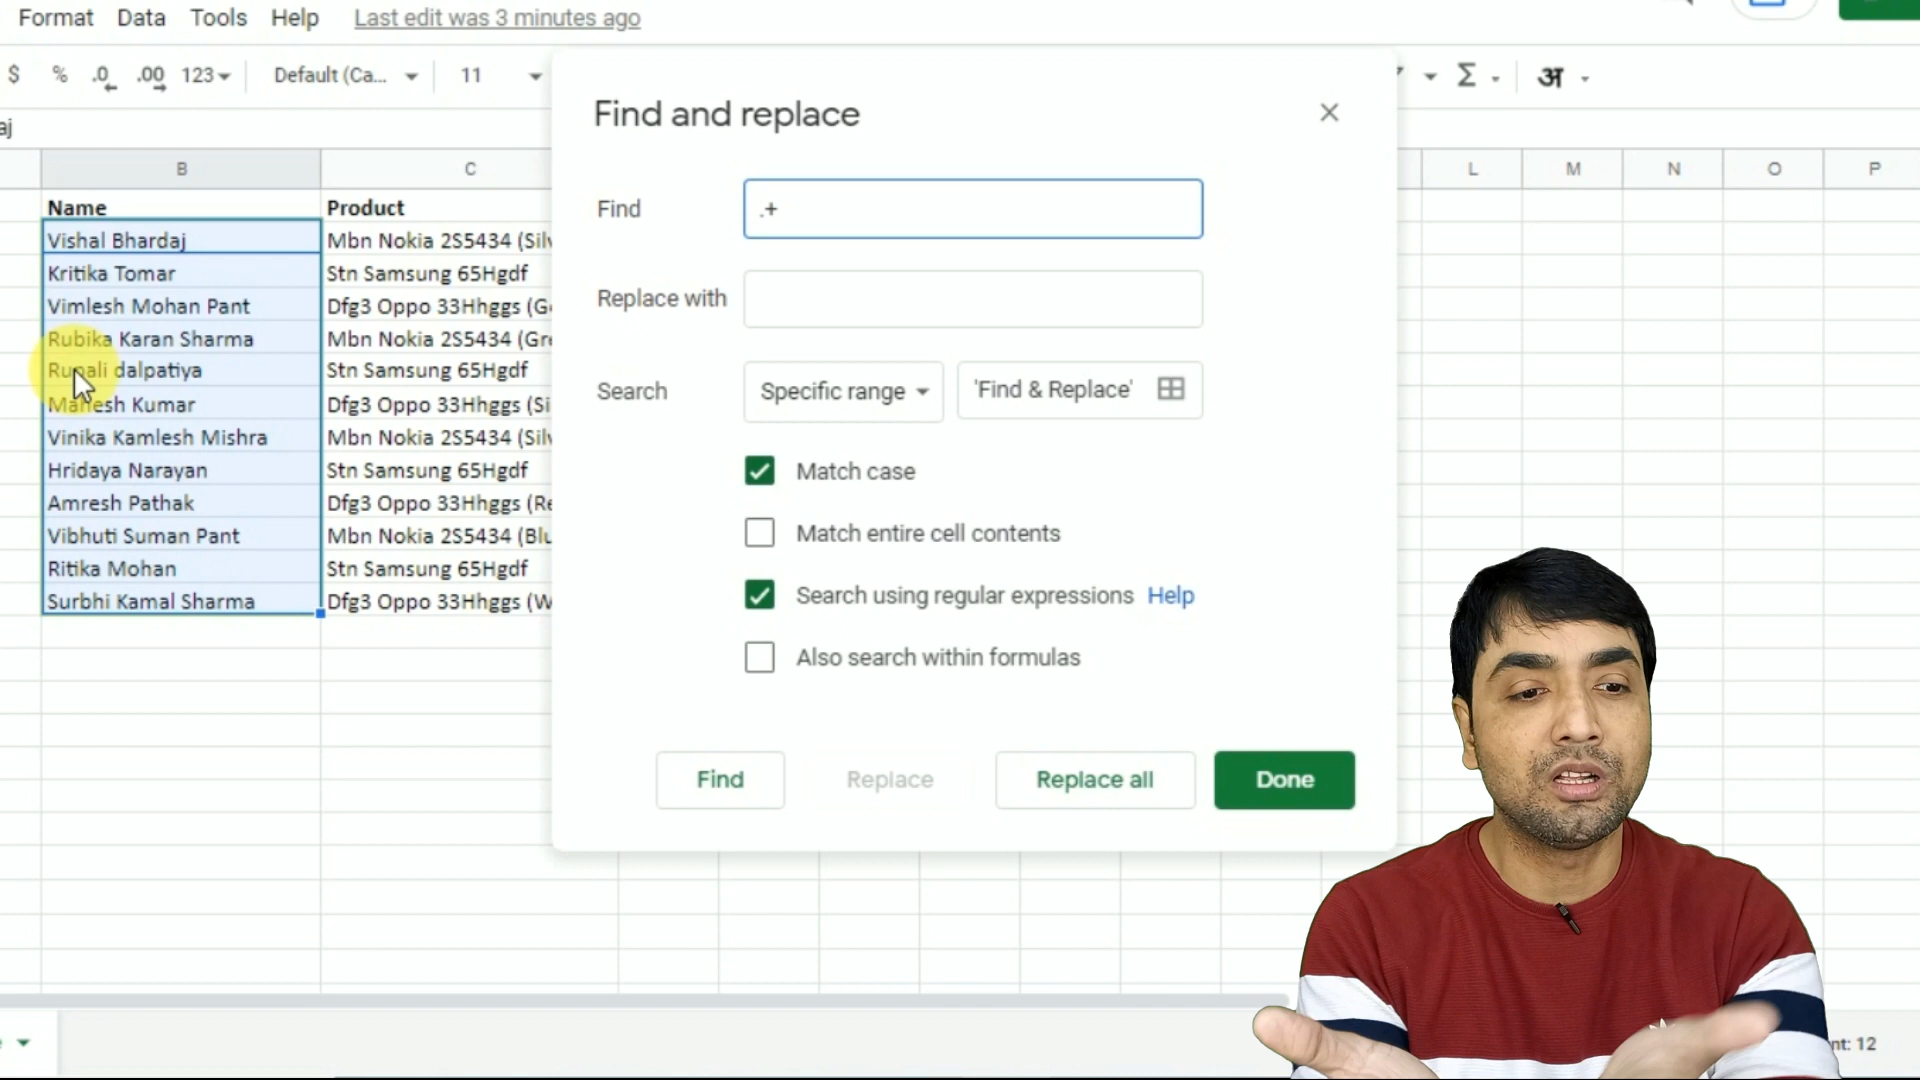 Format Data Tools Help Last edit was 3 minutes ago
$ % .0 .00 123 Default (Ca... 11 Σ अ
aj
B C L M N O P
Name Product
Vishal Bhardaj Mbn Nokia 2S5434 (Silv
Kritika Tomar Stn Samsung 65Hgdf
Vimlesh Mohan Pant Dfg3 Oppo 33Hhggs (Go
Rubika Karan Sharma Mbn Nokia 2S5434 (Gre
Rupali dalpatiya Stn Samsung 65Hgdf
Mahesh Kumar Dfg3 Oppo 33Hhggs (Si
Vinika Kamlesh Mishra Mbn Nokia 2S5434 (Silv
Hridaya Narayan Stn Samsung 65Hgdf
Amresh Pathak Dfg3 Oppo 33Hhggs (Re
Vibhuti Suman Pant Mbn Nokia 2S5434 (Blu
Ritika Mohan Stn Samsung 65Hgdf
Surbhi Kamal Sharma Dfg3 Oppo 33Hhggs (W
Find and replace
Find .+
Replace with
Search Specific range 'Find & Replace'
Match case
Match entire cell contents
Search using regular expressions Help
Also search within formulas
Find Replace Replace all Done
nt: 12